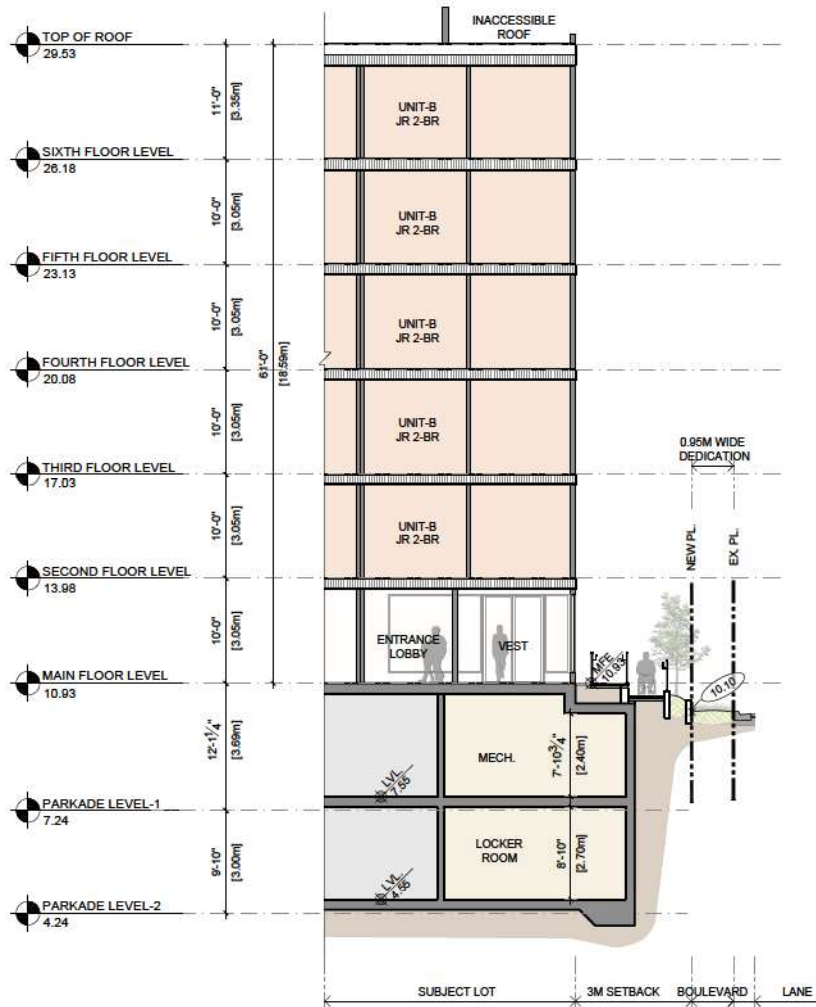 INACCESSIBLE
ROOF
TOP OF ROOF
29.53
11'-0"
[3.35m]
UNIT-B
JR 2-BR
SIXTH FLOOR LEVEL
26.18
10'-0"
[3.05m]
UNIT-B
JR 2-BR
FIFTH FLOOR LEVEL
23.13
10'-0"
[3.05m]
UNIT-B
JR 2-BR
61'-0"
[18.59m]
FOURTH FLOOR LEVEL
20.08
10'-0"
[3.05m]
UNIT-B
JR 2-BR
0.95M WIDE
DEDICATION
THIRD FLOOR LEVEL
17.03
10'-0"
[3.05m]
UNIT-B
JR 2-BR
NEW PL.
EX. PL.
SECOND FLOOR LEVEL
13.98
10'-0"
[3.05m]
ENTRANCE
LOBBY
VEST
MFE
10.93
10.10
MAIN FLOOR LEVEL
10.93
12'-1¼"
[3.69m]
MECH.
7'-10¾"
[2.40m]
LVL.
7.55
PARKADE LEVEL-1
7.24
9'-10"
[3.00m]
LOCKER
ROOM
8'-10"
[2.70m]
LVL.
4.55
PARKADE LEVEL-2
4.24
SUBJECT LOT
3M SETBACK
BOULEVARD
LANE